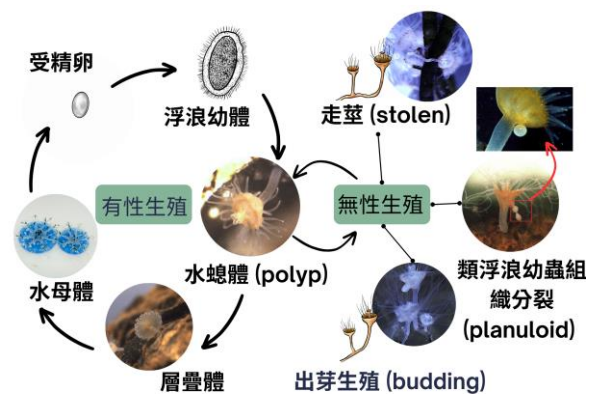 受精卵
浮浪幼體
走莖 (stolen)
有性生殖
無性生殖
水母體
水螅體 (polyp)
類浮浪幼蟲組
織分裂
(planuloid)
層疊體
出芽生殖 (budding)